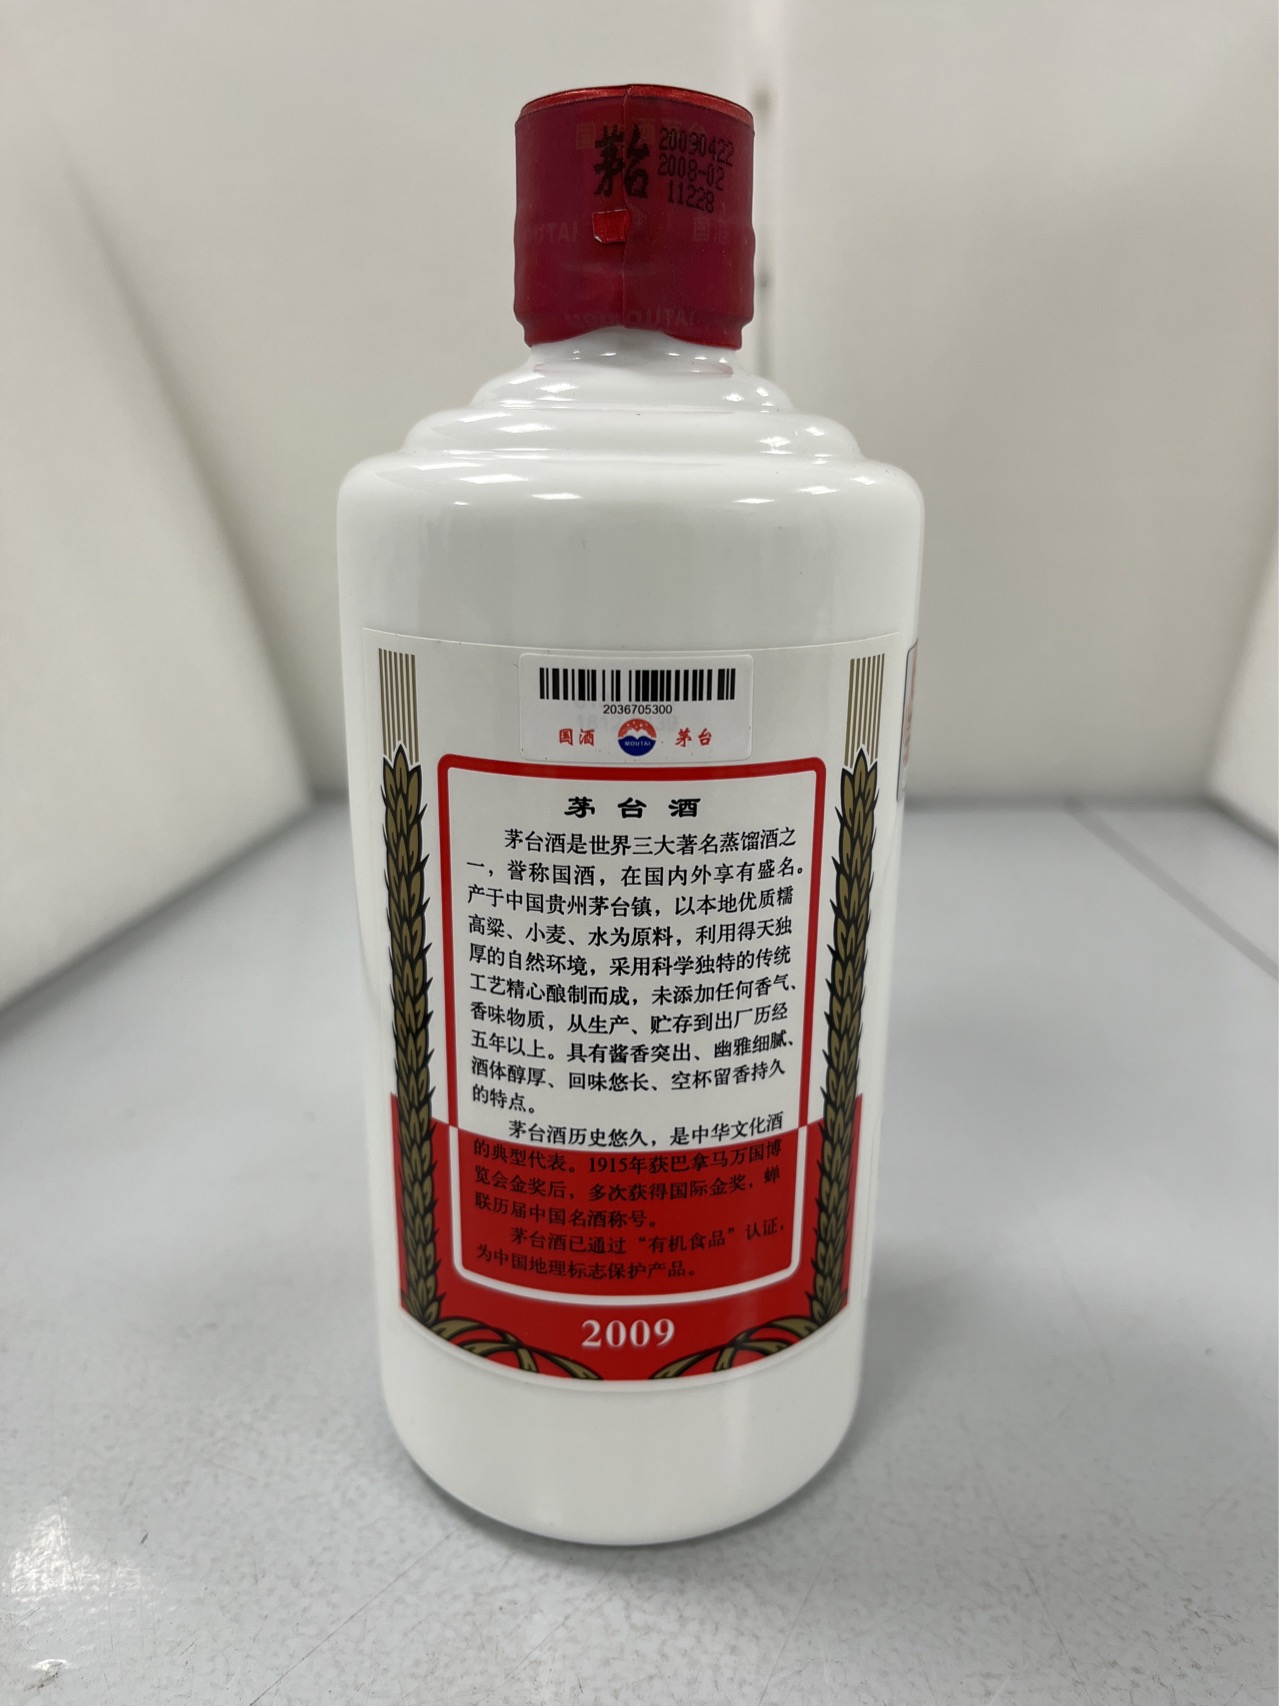 国酒茅台
茅台
20090422
2008-02
11228
国酒
2036705300
国酒
MOUTAI
茅台
茅台酒
茅台酒是世界三大著名蒸馏酒之
一，誉称国酒，在国内外享有盛名。
产于中国贵州茅台镇，以本地优质糯
高粱、小麦、水为原料，利用得天独
厚的自然环境，采用科学独特的传统
工艺精心酿制而成，未添加任何香气、
香味物质，从生产、贮存到出厂历经
五年以上。具有酱香突出、幽雅细腻、
酒体醇厚、回味悠长、空杯留香持久
的特点。
茅台酒历史悠久，是中华文化酒
的典型代表。1915年获巴拿马万国博
览会金奖后，多次获得国际金奖，蝉
联历届中国名酒称号。
茅台酒已通过“有机食品”认证，
为中国地理标志保护产品。
2009